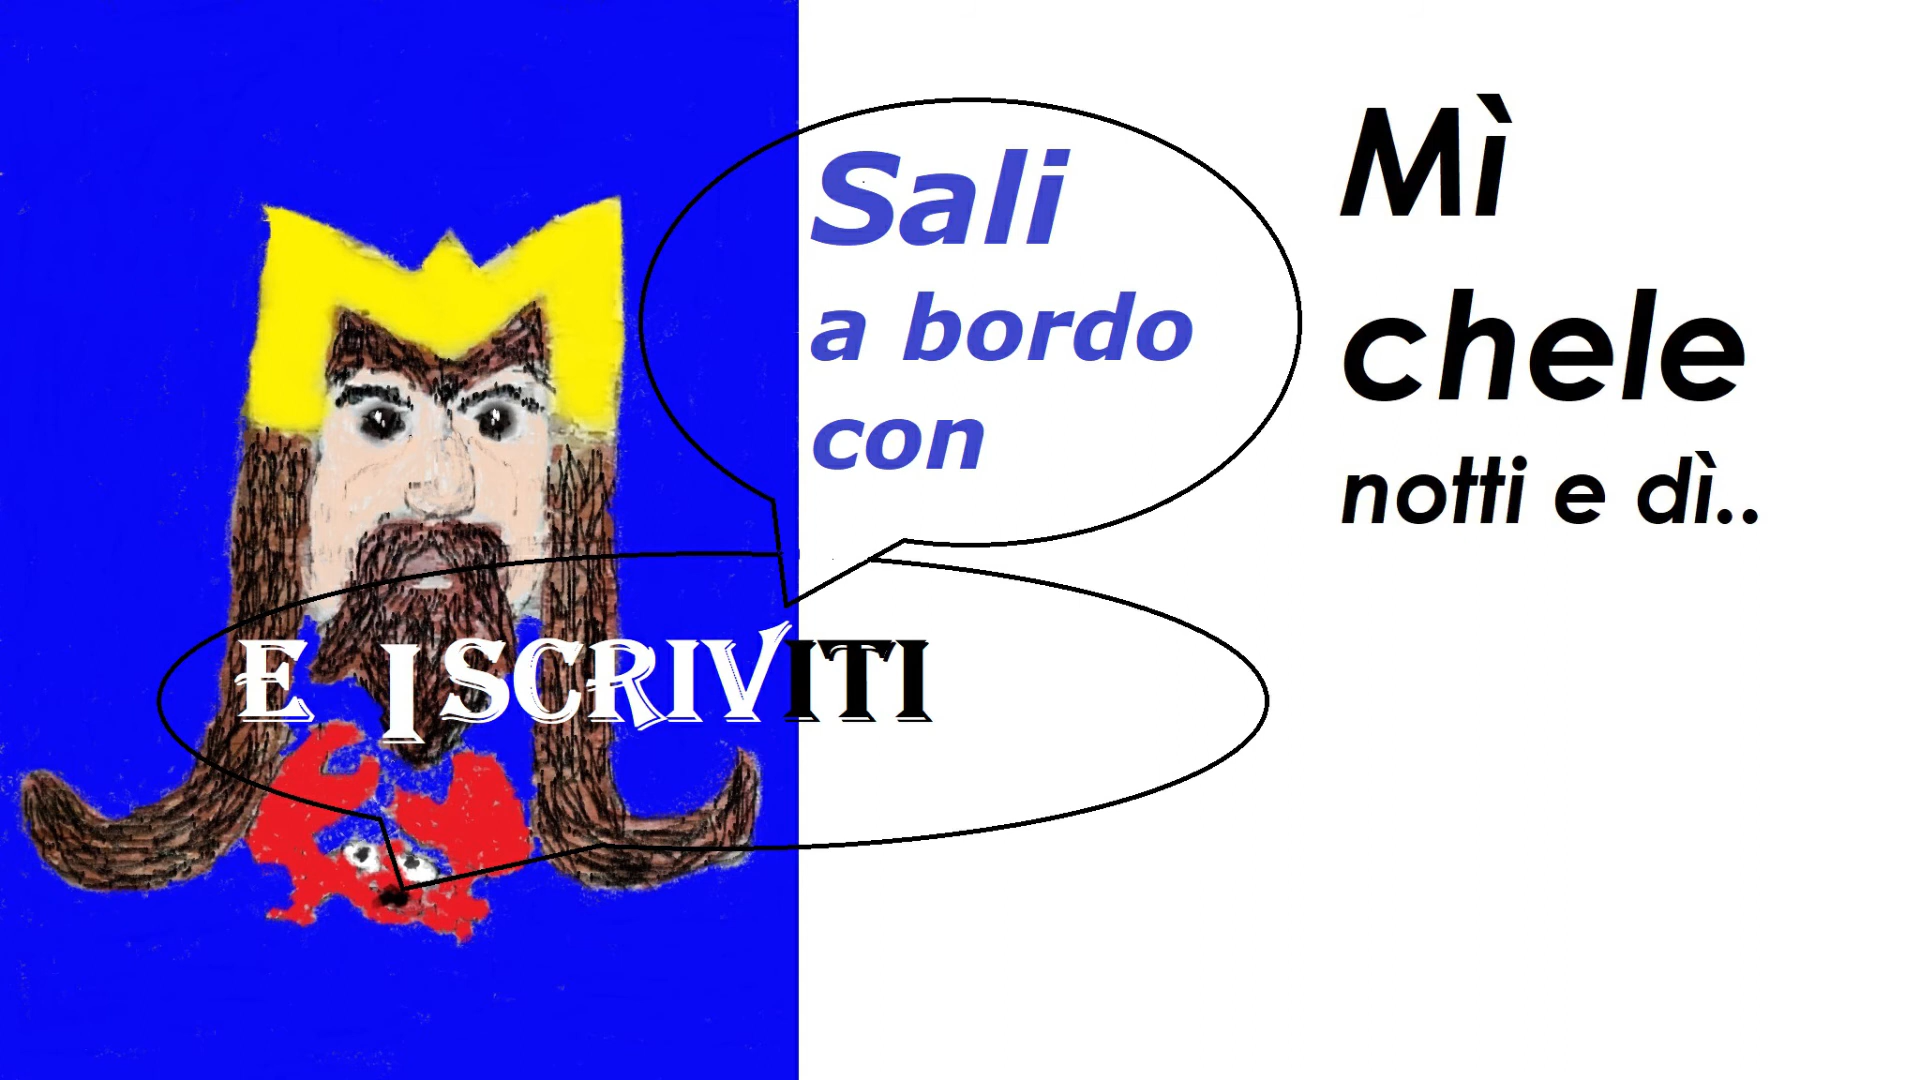 Sali
a bordo
con
Mì
chele
notti e dì..
E ISCRIVITI